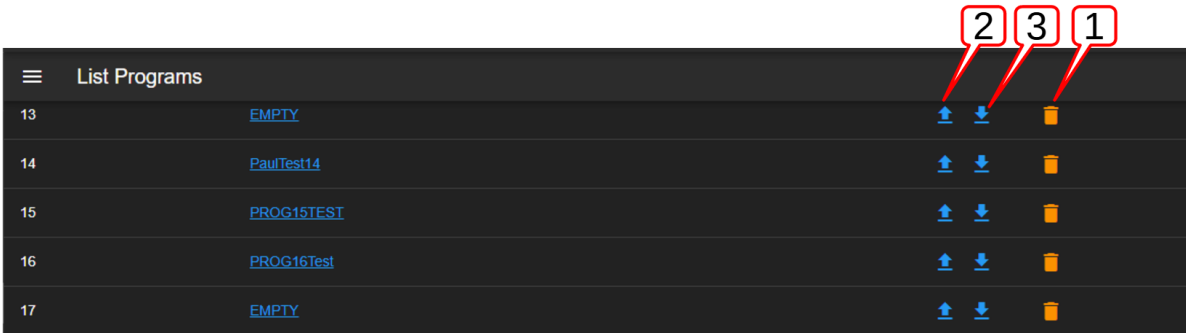 2 3 1
List Programs
13 EMPTY
14 PaulTest14
15 PROG15TEST
16 PROG16Test
17 EMPTY